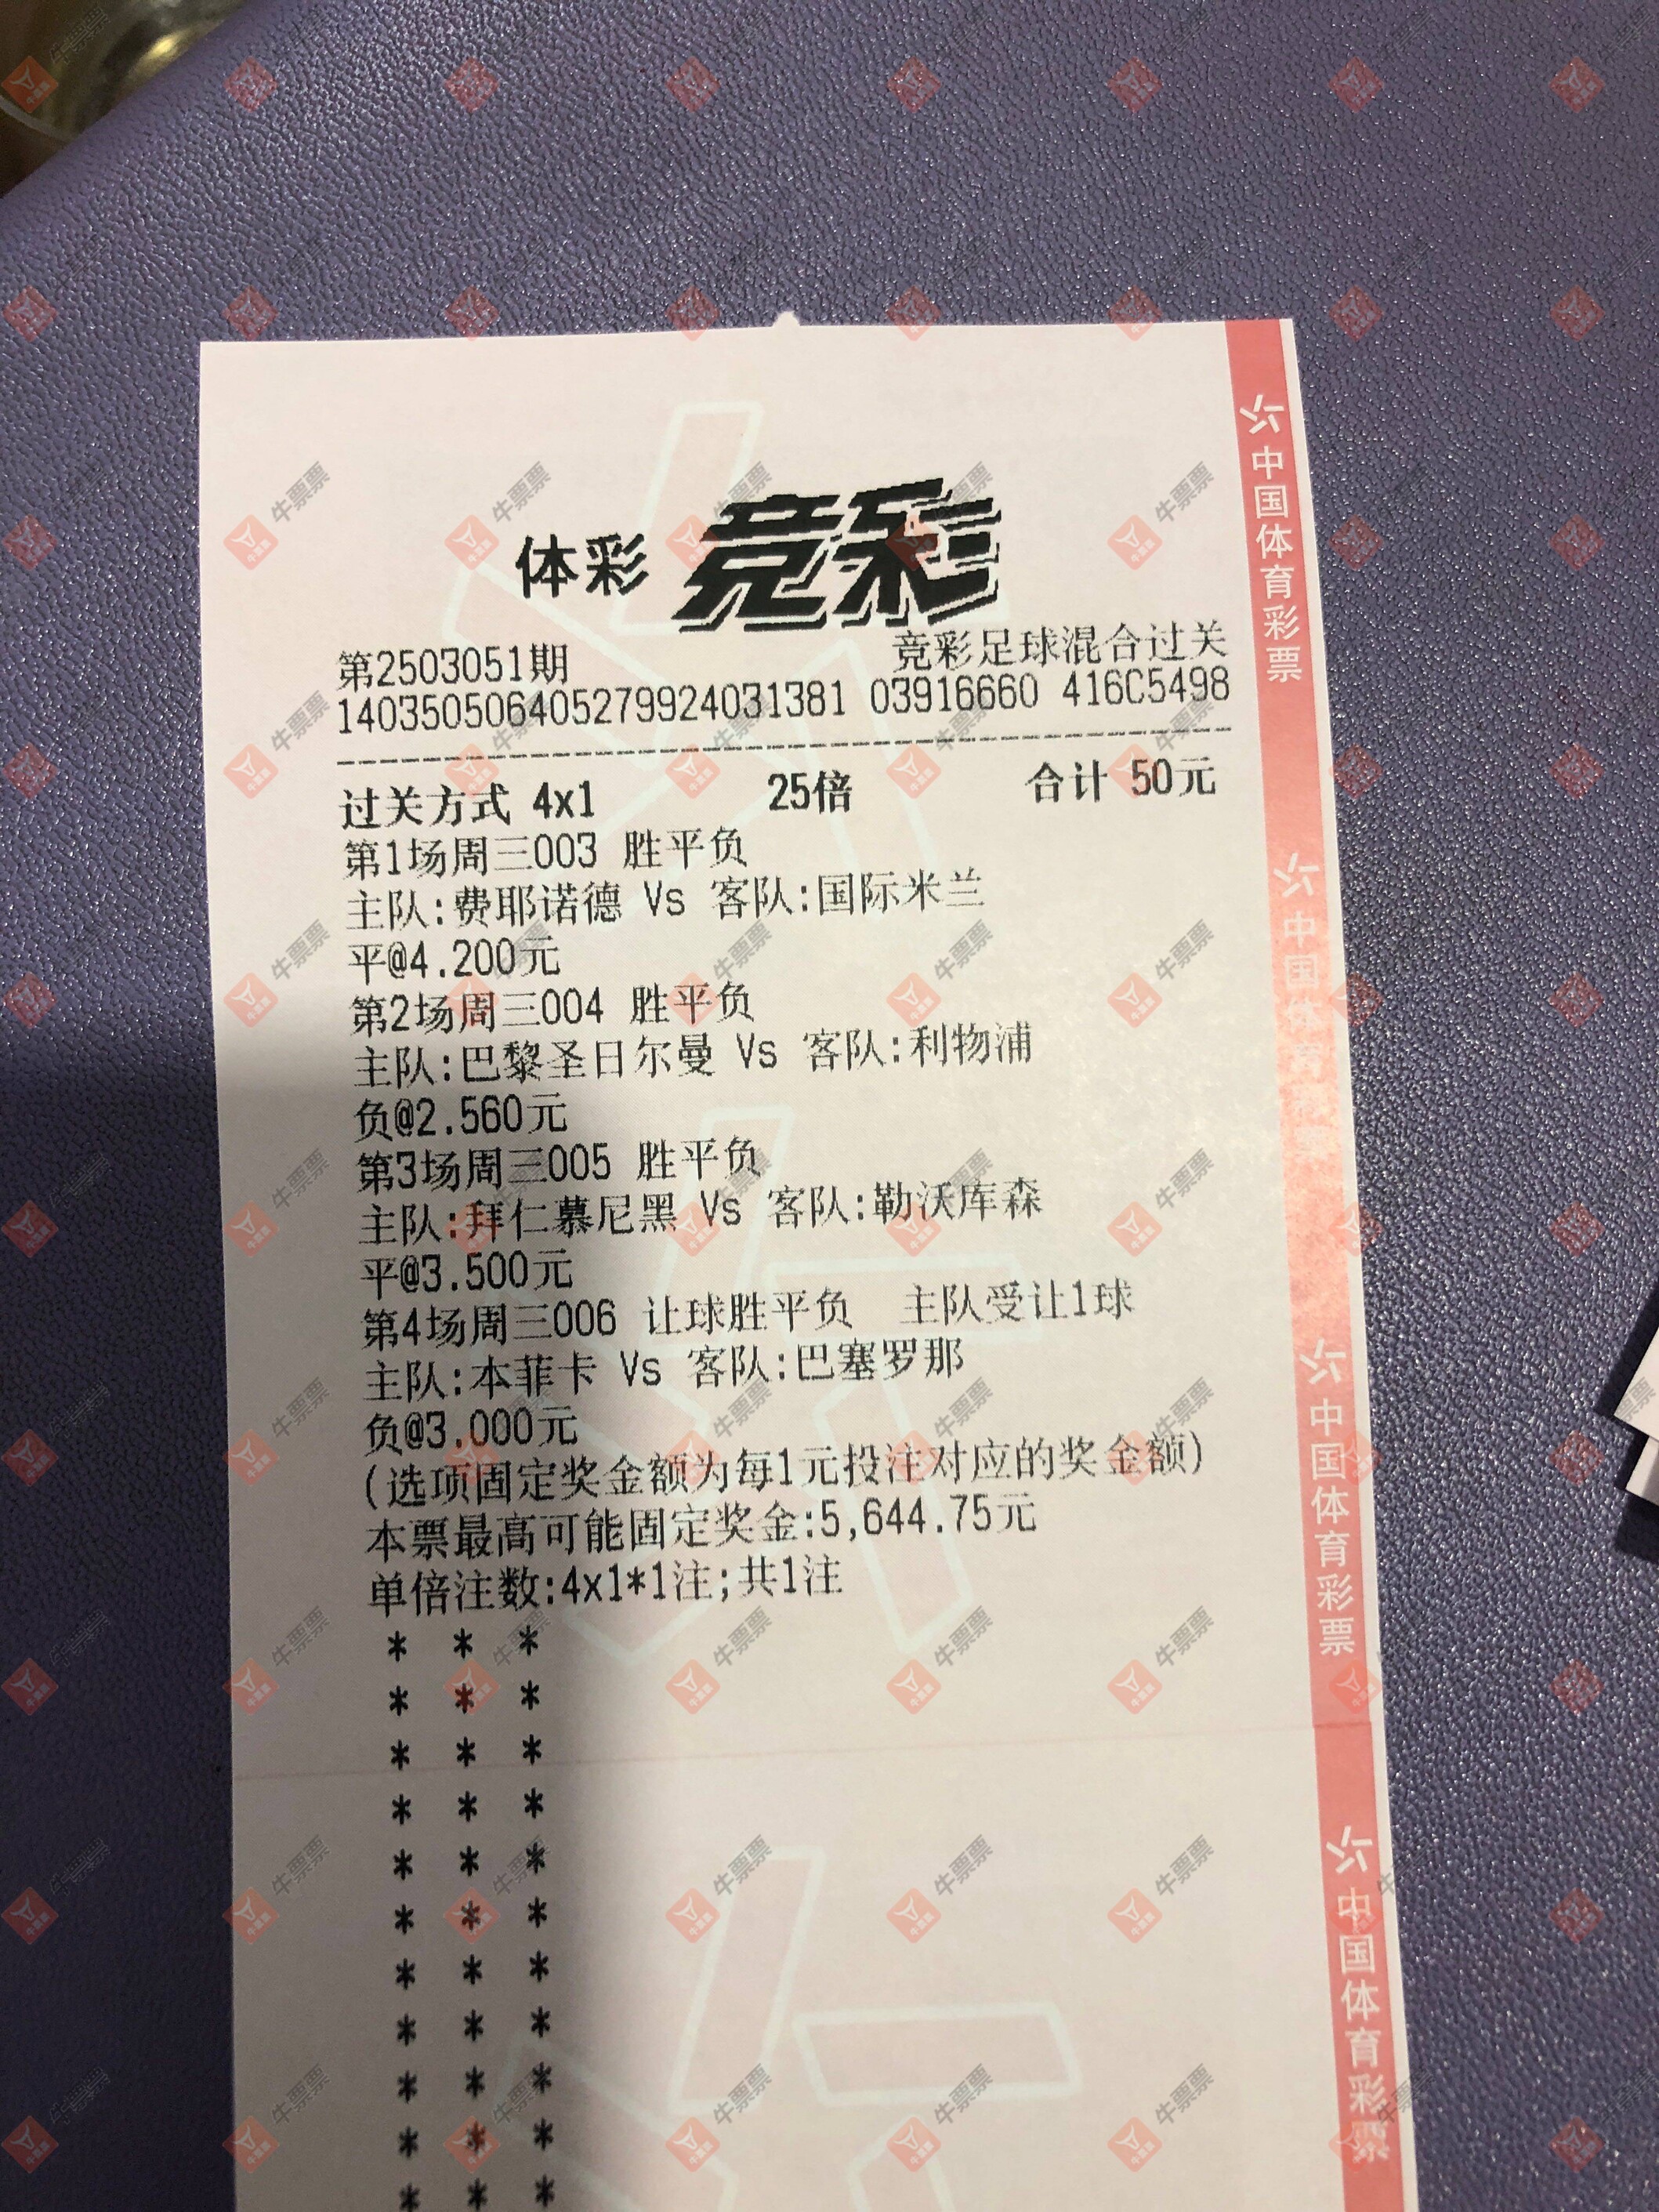 体彩 竞彩
第2503051期 竞彩足球混合过关
140350506405279924031381 03916660 416C5498
过关方式 4x1 25倍 合计 50元
第1场周三003 胜平负
主队:费耶诺德 Vs 客队:国际米兰
平@4.200元
第2场周三004 胜平负
主队:巴黎圣日尔曼 Vs 客队:利物浦
负@2.560元
第3场周三005 胜平负
主队:拜仁慕尼黑 Vs 客队:勒沃库森
平@3.500元
第4场周三006 让球胜平负 主队受让1球
主队:本菲卡 Vs 客队:巴塞罗那
负@3.000元
(选项固定奖金额为每1元投注对应的奖金额)
本票最高可能固定奖金:5,644.75元
单倍注数:4x1*1注;共1注
* * *
* * *
* * *
* * *
* * *
* * *
* * *
* * *
* * *
* * *
* * *
中国体育彩票
中国体育彩票
中国体育彩票
中国体育彩票
牛票票